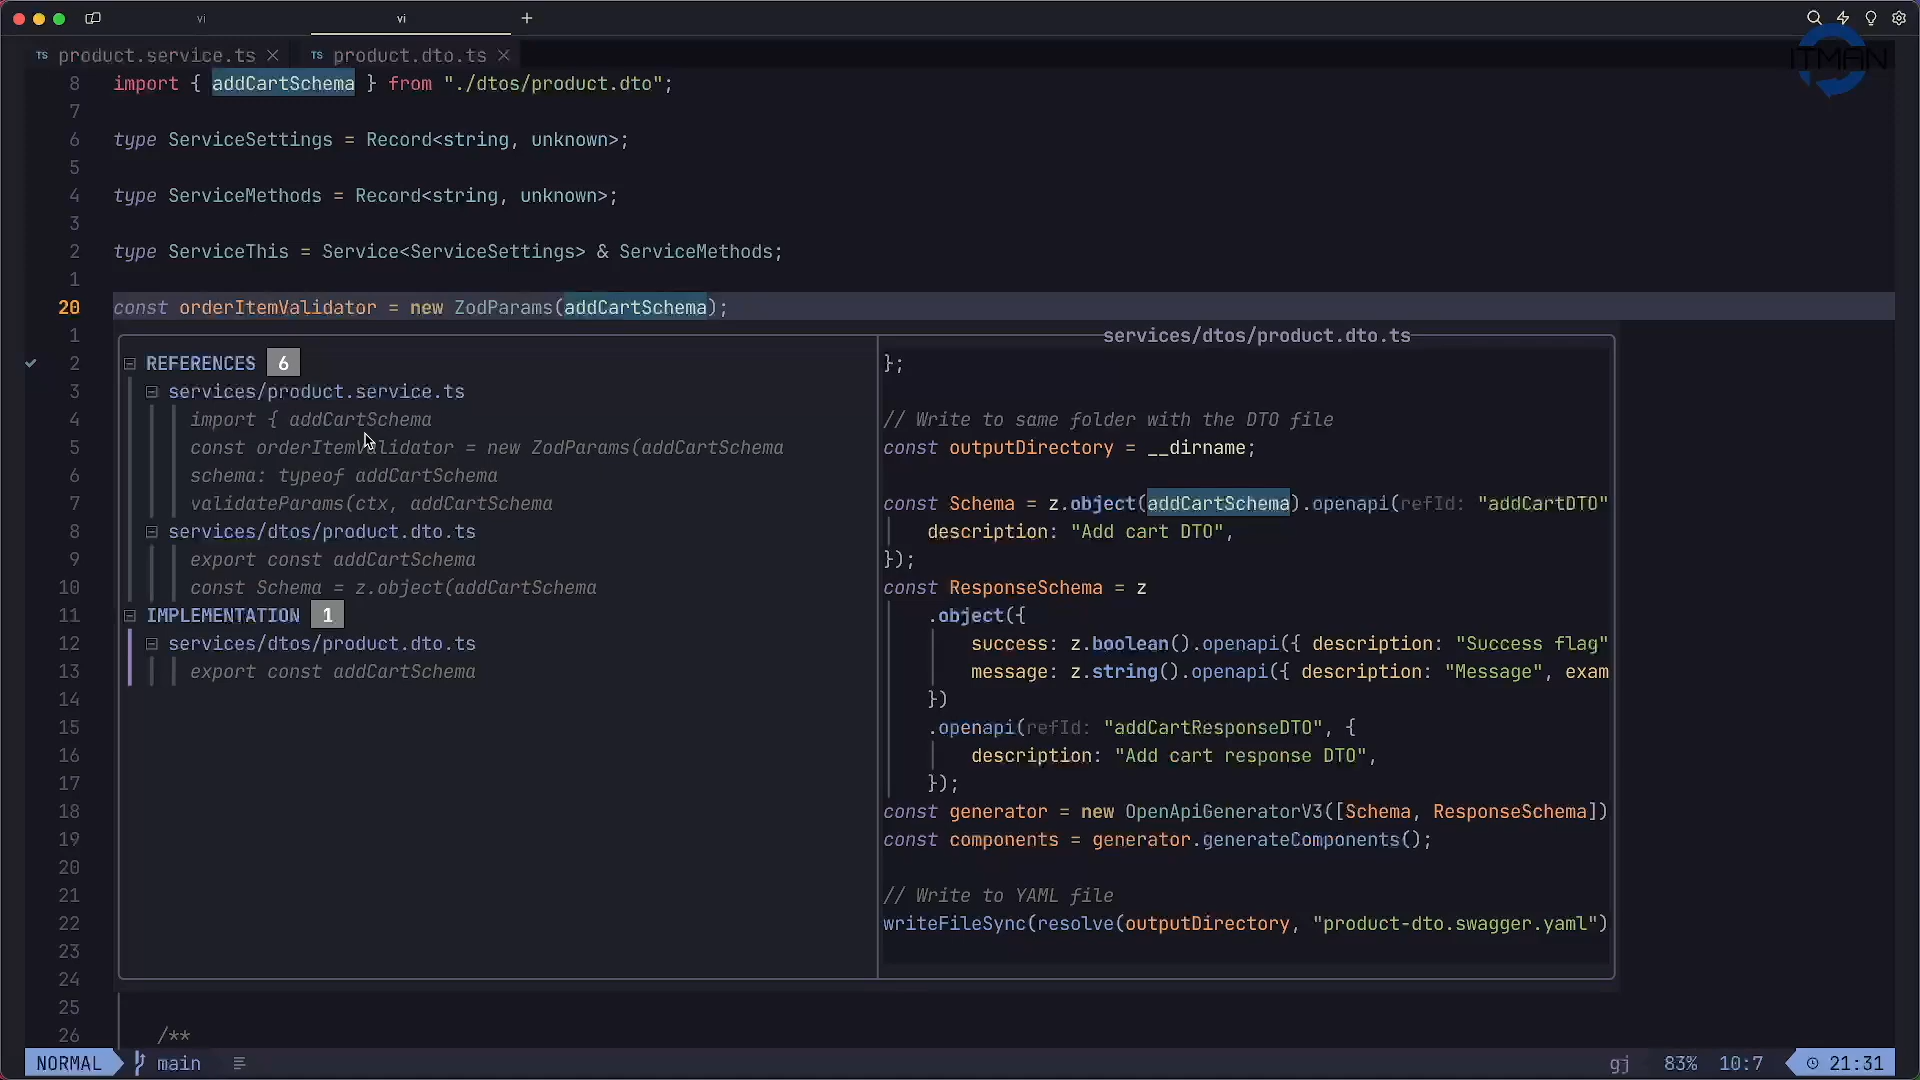 vi
vi
ITMAN
TS product.service.ts
TS product.dto.ts
8 import { addCartSchema } from "./dtos/product.dto";
7
6 type ServiceSettings = Record<string, unknown>;
5
4 type ServiceMethods = Record<string, unknown>;
3
2 type ServiceThis = Service<ServiceSettings> & ServiceMethods;
1
20 const orderItemValidator = new ZodParams(addCartSchema);
1
2 REFERENCES 6
3 services/product.service.ts
4 import { addCartSchema
5 const orderItemValidator = new ZodParams(addCartSchema
6 schema: typeof addCartSchema
7 validateParams(ctx, addCartSchema
8 services/dtos/product.dto.ts
9 export const addCartSchema
10 const Schema = z.object(addCartSchema
11 IMPLEMENTATION 1
12 services/dtos/product.dto.ts
13 export const addCartSchema
14
15
16
17
18
19
20
21
22
23
24
25
26 /**
services/dtos/product.dto.ts
};
// Write to same folder with the DTO file
const outputDirectory = __dirname;
const Schema = z.object(addCartSchema).openapi(refId: "addCartDTO"
description: "Add cart DTO",
});
const ResponseSchema = z
.object({
success: z.boolean().openapi({ description: "Success flag"
message: z.string().openapi({ description: "Message", exam
})
.openapi(refId: "addCartResponseDTO", {
description: "Add cart response DTO",
});
const generator = new OpenApiGeneratorV3([Schema, ResponseSchema])
const components = generator.generateComponents();
// Write to YAML file
writeFileSync(resolve(outputDirectory, "product-dto.swagger.yaml")
NORMAL main gj 83% 10:7 21:31